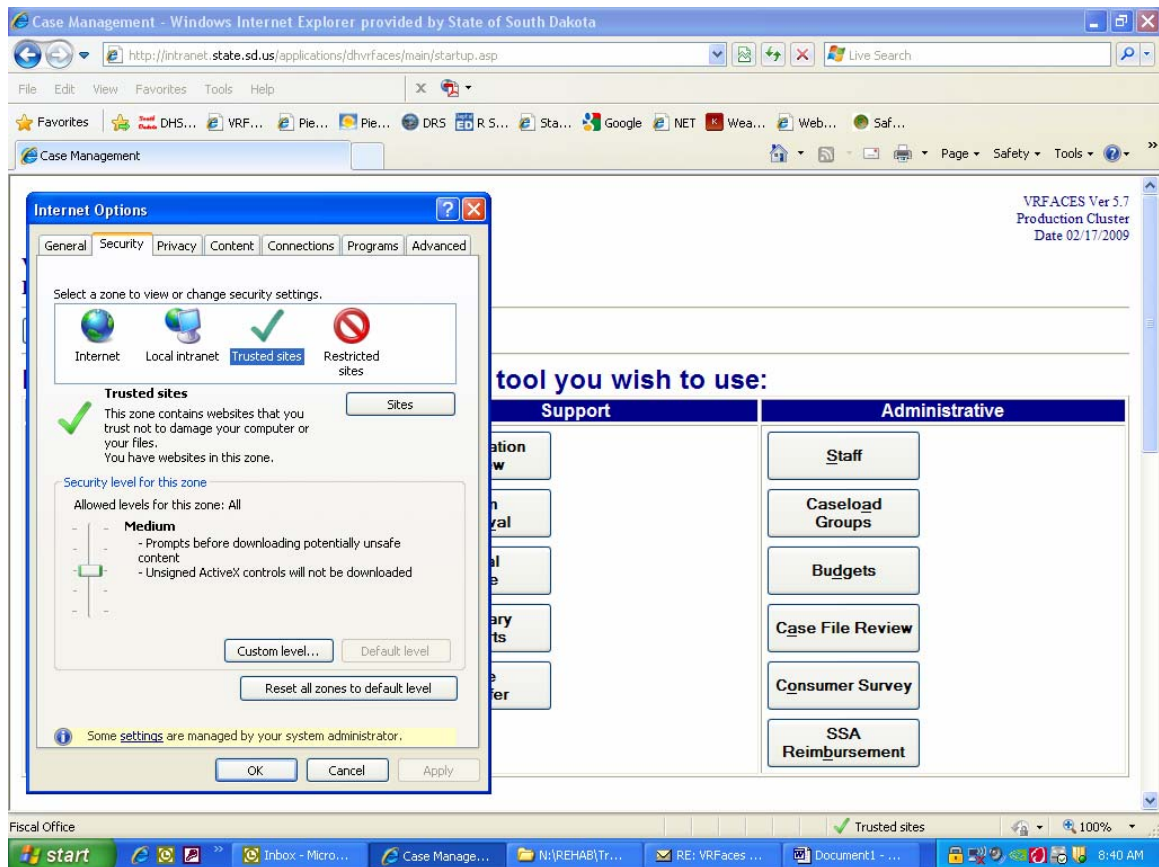 Case Management - Windows Internet Explorer provided by State of South Dakota
http://intranet.state.sd.us/applications/dhvrfaces/main/startup.asp
Live Search
File Edit View Favorites Tools Help
Favorites DHS... VRF... Pie... Pie... DRS R S... Sta... Google NET Wea... Web... Saf...
Case Management
Page Safety Tools
VRFACES Ver 5.7
Production Cluster
Date 02/17/2009
Internet Options
General Security Privacy Content Connections Programs Advanced
Select a zone to view or change security settings.
Internet Local intranet Trusted sites Restricted sites
Trusted sites
Sites
This zone contains websites that you
trust not to damage your computer or
your files.
You have websites in this zone.
Security level for this zone
Allowed levels for this zone: All
Medium
- Prompts before downloading potentially unsafe
content
- Unsigned ActiveX controls will not be downloaded
Custom level... Default level
Reset all zones to default level
Some settings are managed by your system administrator.
OK Cancel Apply
tool you wish to use:
Support Administrative
Staff
Caseload
Groups
Budgets
Case File Review
Consumer Survey
SSA
Reimbursement
Fiscal Office
Trusted sites
100%
start
Inbox - Micro... Case Manage... N:\REHAB\Tr... RE: VRFaces ... Document1 - ...
8:40 AM